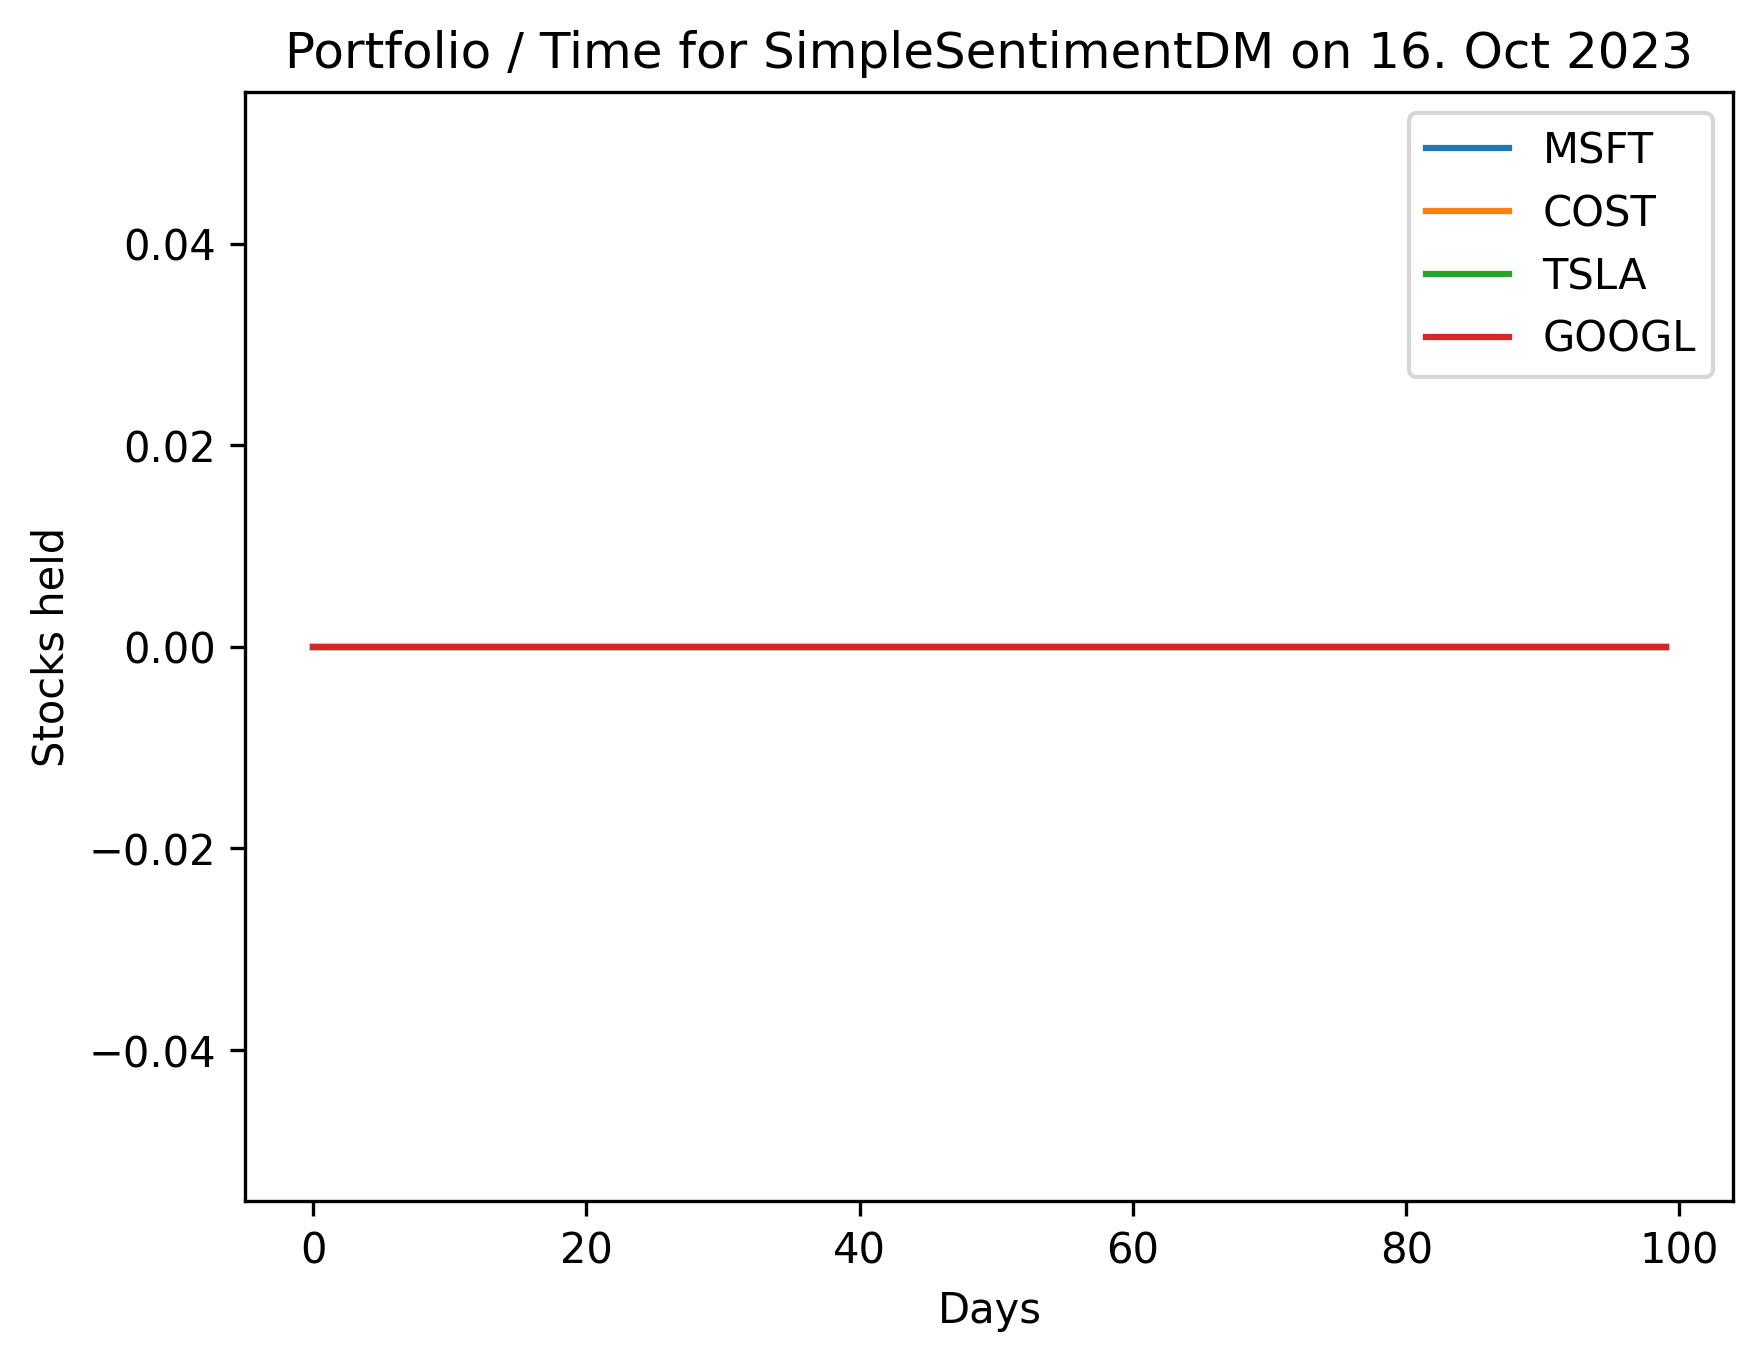 Portfolio / Time for SimpleSentimentDM on 16. Oct 2023
MSFT
COST
TSLA
GOOGL
0.04
0.02
0.00
−0.02
−0.04
Stocks held
0 20 40 60 80 100
Days